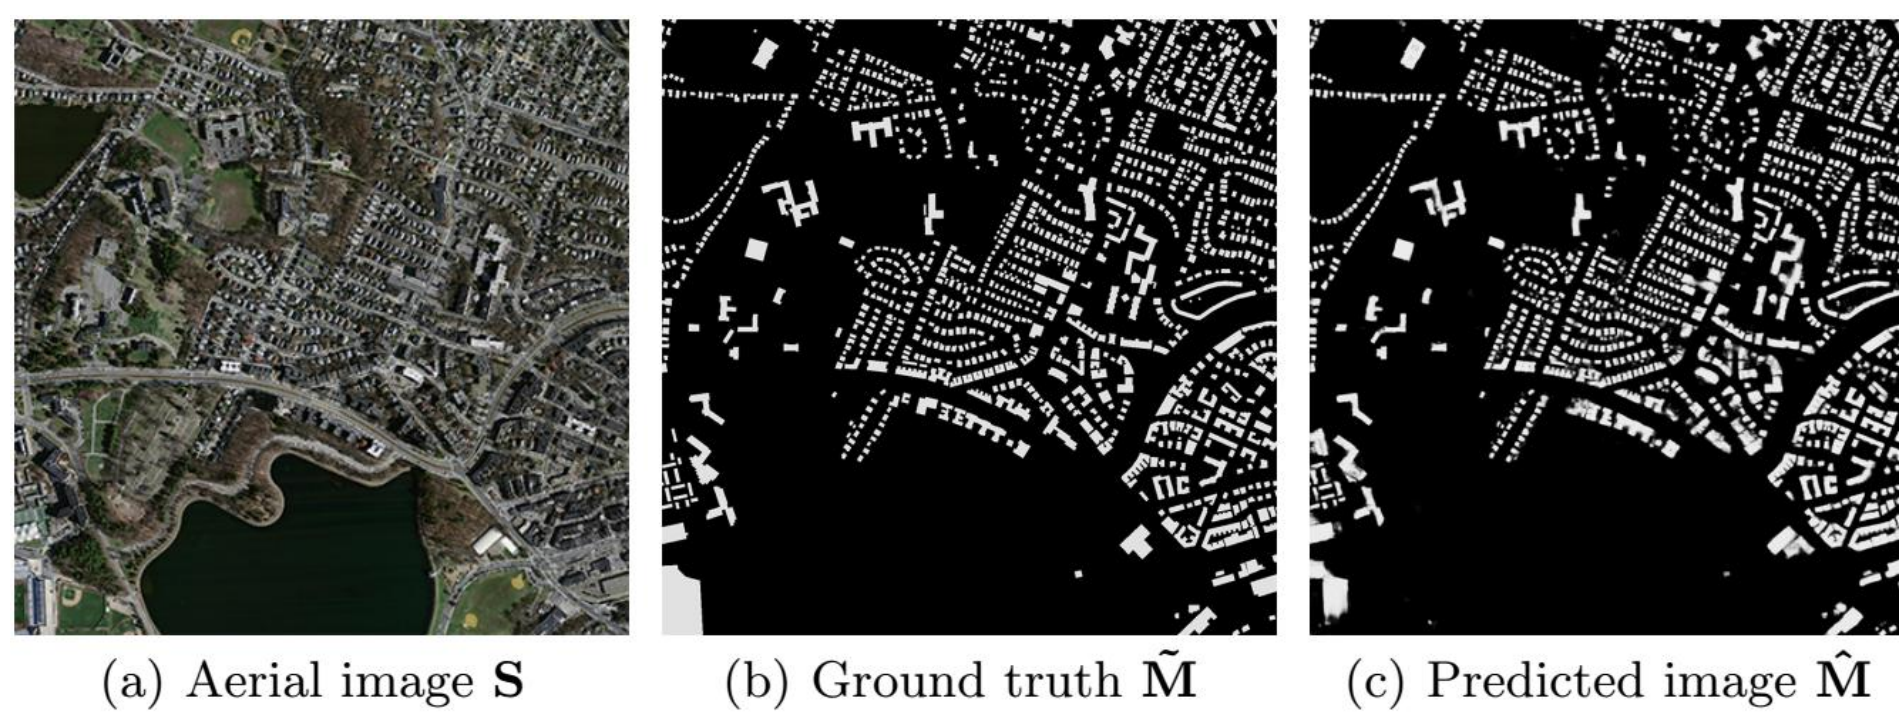 (a) Aerial image S
(b) Ground truth M̃
(c) Predicted image M̂